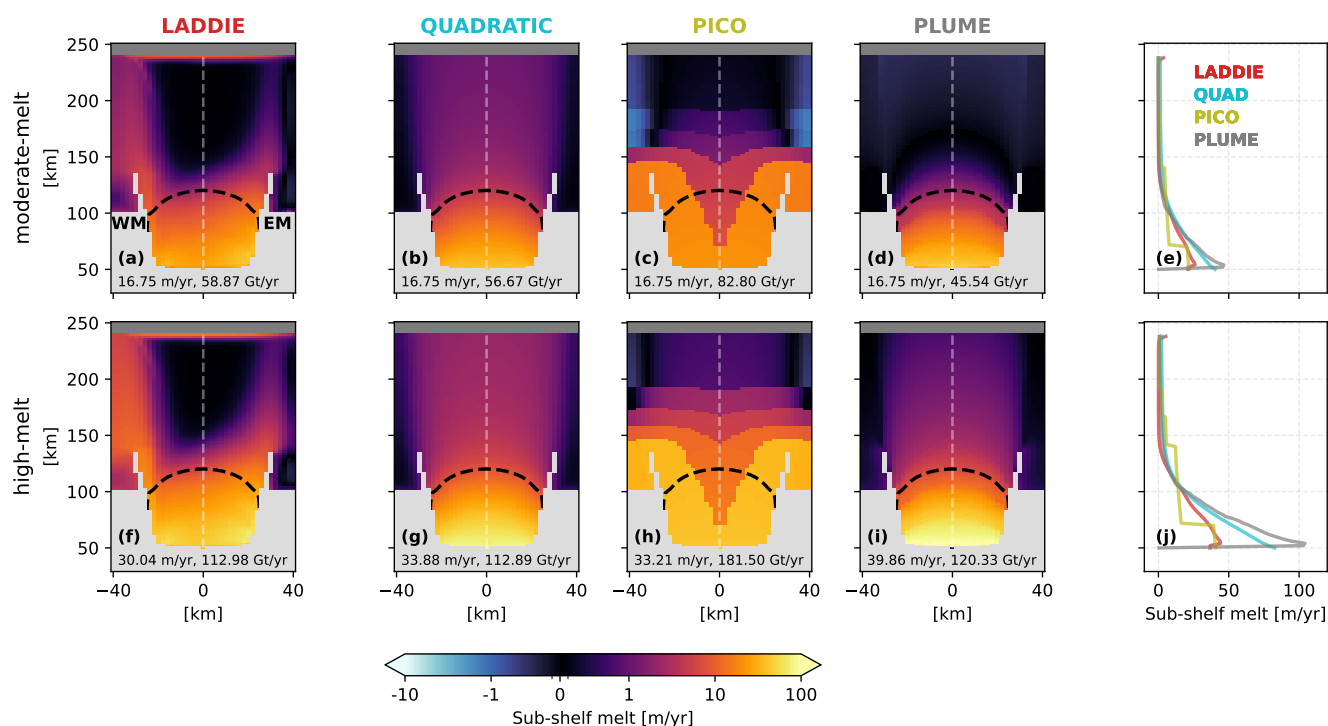 LADDIE QUADRATIC PICO PLUME
moderate-melt
[km]
250
200
150
100
50
WM EM
(a) (b) (c) (d) (e)
16.75 m/yr, 58.87 Gt/yr 16.75 m/yr, 56.67 Gt/yr 16.75 m/yr, 82.80 Gt/yr 16.75 m/yr, 45.54 Gt/yr
LADDIE
QUAD
PICO
PLUME
high-melt
[km]
250
200
150
100
50
(f) (g) (h) (i) (j)
30.04 m/yr, 112.98 Gt/yr 33.88 m/yr, 112.89 Gt/yr 33.21 m/yr, 181.50 Gt/yr 39.86 m/yr, 120.33 Gt/yr
−40 0 40 −40 0 40 −40 0 40 −40 0 40 0 50 100
[km] [km] [km] [km] Sub-shelf melt [m/yr]
-10 -1 0 1 10 100
Sub-shelf melt [m/yr]